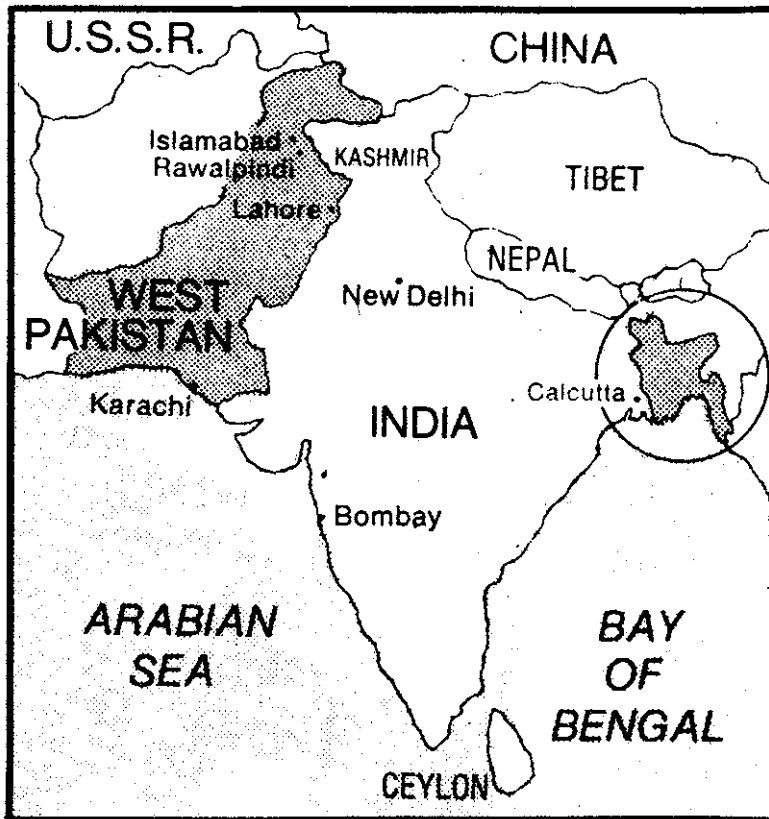 U.S.S.R.
CHINA
Islamabad
Rawalpindi
KASHMIR
TIBET
Lahore
NEPAL
New Delhi
WEST
PAKISTAN
Calcutta
Karachi
INDIA
Bombay
ARABIAN
SEA
BAY
OF
BENGAL
CEYLON